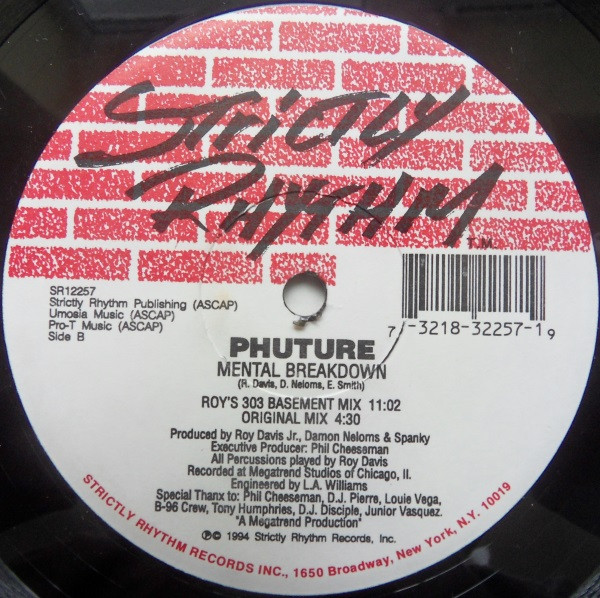 STRICTLY
RHYTHM
T.M.
SR12257
Strictly Rhythm Publishing (ASCAP)
Umosia Music (ASCAP)
Pro-T Music (ASCAP)
Side B
7 -3218-32257-1 9
PHUTURE
MENTAL BREAKDOWN
(R. Davis, D. Neloms, E. Smith)
ROY'S 303 BASEMENT MIX 11:02
ORIGINAL MIX 4:30
Produced by Roy Davis Jr., Damon Neloms & Spanky
Executive Producer: Phil Cheeseman
All Percussions played by Roy Davis
Recorded at Megatrend Studios of Chicago, Il.
Engineered by L.A. Williams
Special Thanx to: Phil Cheeseman, D.J. Pierre, Louie Vega,
B-96 Crew, Tony Humphries, D.J. Disciple, Junior Vasquez.
"A Megatrend Production"
℗© 1994 Strictly Rhythm Records, Inc.
STRICTLY RHYTHM RECORDS INC., 1650 Broadway, New York, N.Y. 10019